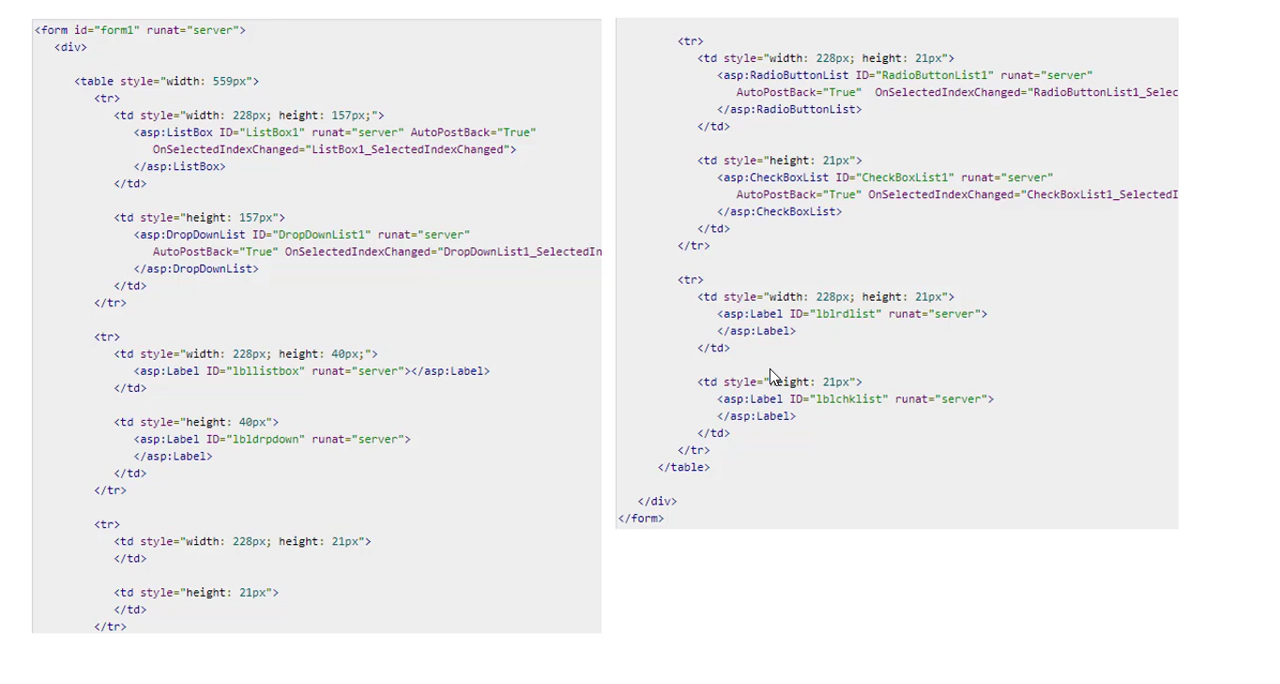 <form id="form1" runat="server">
<div>
<table style="width: 559px">
<tr>
<td style="width: 228px; height: 157px;">
<asp:ListBox ID="ListBox1" runat="server" AutoPostBack="True"
OnSelectedIndexChanged="ListBox1_SelectedIndexChanged">
</asp:ListBox>
</td>
<td style="height: 157px">
<asp:DropDownList ID="DropDownList1" runat="server"
AutoPostBack="True" OnSelectedIndexChanged="DropDownList1_SelectedIn
</asp:DropDownList>
</td>
</tr>
<tr>
<td style="width: 228px; height: 40px;">
<asp:Label ID="lbllistbox" runat="server"></asp:Label>
</td>
<td style="height: 40px">
<asp:Label ID="lbldrpdown" runat="server">
</asp:Label>
</td>
</tr>
<tr>
<td style="width: 228px; height: 21px">
</td>
<td style="height: 21px">
</td>
</tr>
<tr>
<td style="width: 228px; height: 21px">
<asp:RadioButtonList ID="RadioButtonList1" runat="server"
AutoPostBack="True" OnSelectedIndexChanged="RadioButtonList1_Selec
</asp:RadioButtonList>
</td>
<td style="height: 21px">
<asp:CheckBoxList ID="CheckBoxList1" runat="server"
AutoPostBack="True" OnSelectedIndexChanged="CheckBoxList1_SelectedI
</asp:CheckBoxList>
</td>
</tr>
<tr>
<td style="width: 228px; height: 21px">
<asp:Label ID="lblrdlist" runat="server">
</asp:Label>
</td>
<td style="height: 21px">
<asp:Label ID="lblchklist" runat="server">
</asp:Label>
</td>
</tr>
</table>
</div>
</form>